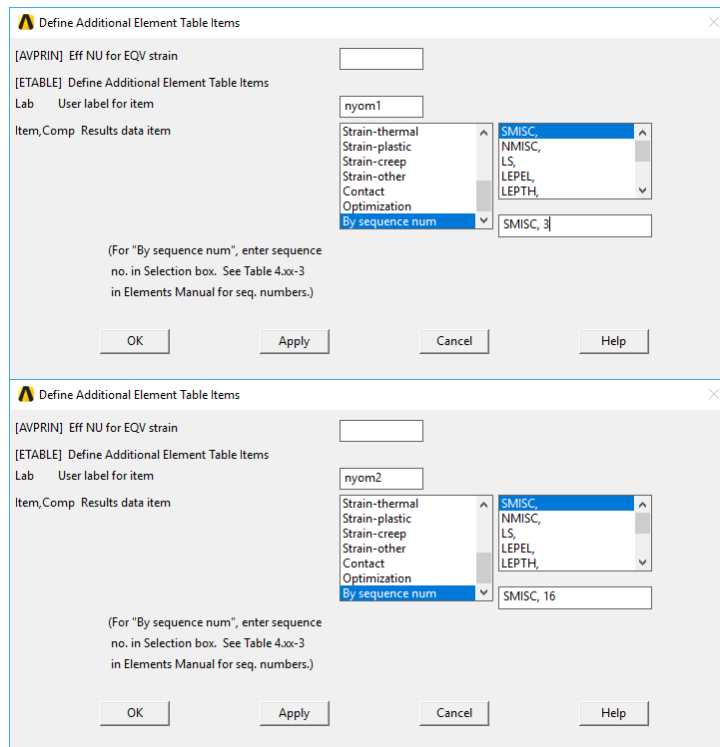 Define Additional Element Table Items
[AVPRIN] Eff NU for EQV strain
[ETABLE] Define Additional Element Table Items
Lab User label for item nyom1
Item,Comp Results data item
Strain-thermal
Strain-plastic
Strain-creep
Strain-other
Contact
Optimization
By sequence num
SMISC,
NMISC,
LS,
LEPEL,
LEPTH,
SMISC, 3
(For "By sequence num", enter sequence
no. in Selection box. See Table 4.xx-3
in Elements Manual for seq. numbers.)
OK Apply Cancel Help
Define Additional Element Table Items
[AVPRIN] Eff NU for EQV strain
[ETABLE] Define Additional Element Table Items
Lab User label for item nyom2
Item,Comp Results data item
Strain-thermal
Strain-plastic
Strain-creep
Strain-other
Contact
Optimization
By sequence num
SMISC,
NMISC,
LS,
LEPEL,
LEPTH,
SMISC, 16
(For "By sequence num", enter sequence
no. in Selection box. See Table 4.xx-3
in Elements Manual for seq. numbers.)
OK Apply Cancel Help